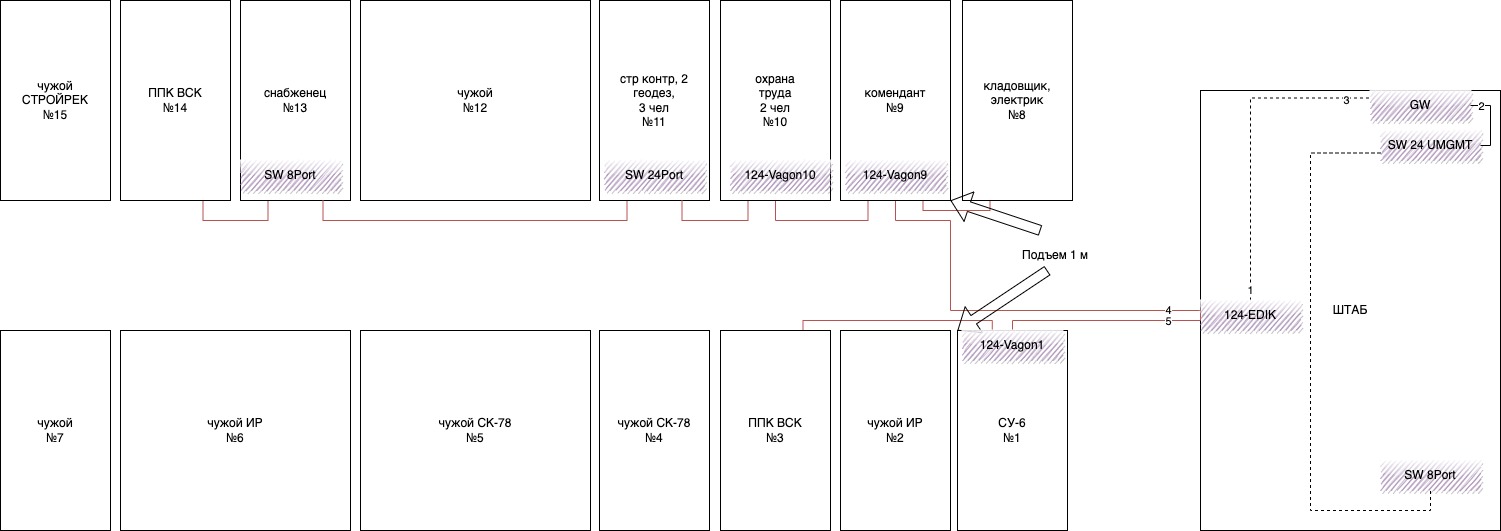 чужой
СТРОЙРЕК
№15
ППК ВСК
№14
снабженец
№13
SW 8Port
чужой
№12
стр контр, 2
геодез,
3 чел
№11
SW 24Port
охрана
труда
2 чел
№10
124-Vagon10
комендант
№9
124-Vagon9
кладовщик,
электрик
№8
3
GW
2
SW 24 UMGMT
Подъем 1 м
1
4
5
124-EDIK
ШТАБ
SW 8Port
чужой
№7
чужой ИР
№6
чужой СК-78
№5
чужой СК-78
№4
ППК ВСК
№3
чужой ИР
№2
124-Vagon1
СУ-6
№1